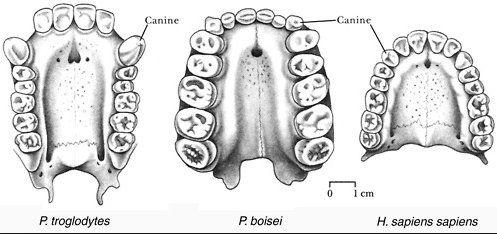 Canine
Canine
0 1 cm
P. troglodytes
P. boisei
H. sapiens sapiens